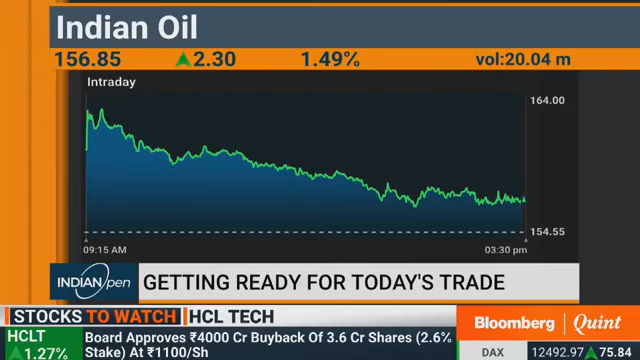 Indian Oil
156.85 ▲2.30 1.49% vol:20.04 m
Intraday
164.00
154.55
09:15 AM 03:30 pm
INDIAN Open GETTING READY FOR TODAY'S TRADE
STOCKS TO WATCH HCL TECH
HCLT
▲1.27%
Board Approves ₹4000 Cr Buyback Of 3.6 Cr Shares (2.6%
Stake) At ₹1100/Sh
Bloomberg Quint
DAX 12492.97 ▲75.84